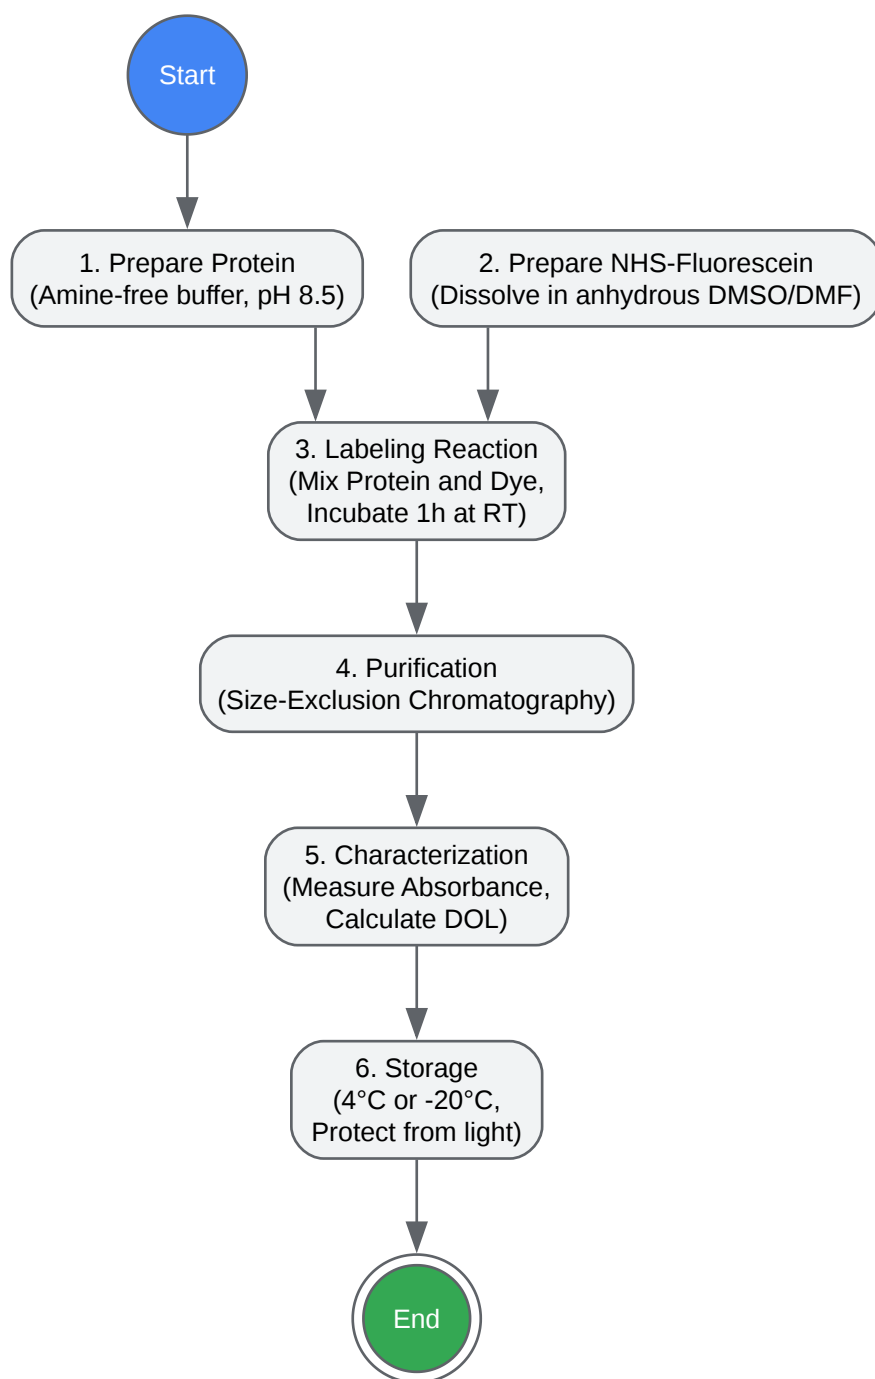 Start
1. Prepare Protein
(Amine-free buffer, pH 8.5)
2. Prepare NHS-Fluorescein
(Dissolve in anhydrous DMSO/DMF)
3. Labeling Reaction
(Mix Protein and Dye,
Incubate 1h at RT)
4. Purification
(Size-Exclusion Chromatography)
5. Characterization
(Measure Absorbance,
Calculate DOL)
6. Storage
(4°C or -20°C,
Protect from light)
End